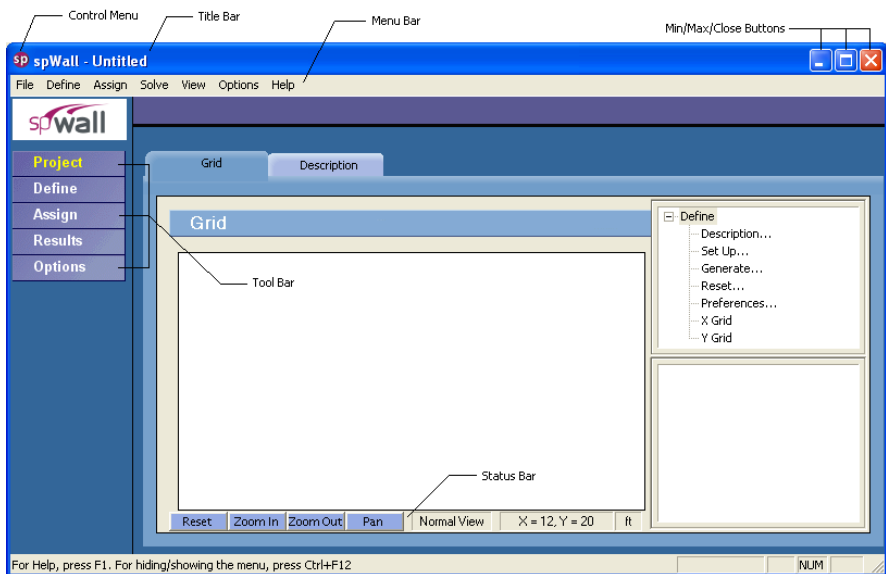 Control Menu
Title Bar
Menu Bar
Min/Max/Close Buttons
sp spWall - Untitled
File Define Assign Solve View Options Help
spwall
Project
Define
Assign
Results
Options
Grid
Description
Grid
Tool Bar
Define
Description...
Set Up...
Generate...
Reset...
Preferences...
X Grid
Y Grid
Status Bar
Reset Zoom In Zoom Out Pan Normal View X = 12, Y = 20 ft
For Help, press F1. For hiding/showing the menu, press Ctrl+F12
NUM